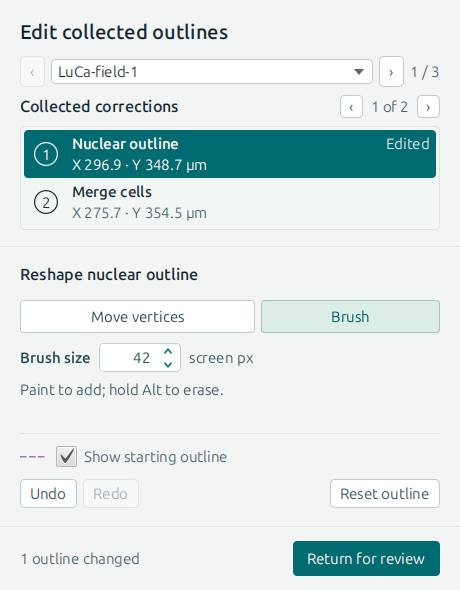 Edit collected outlines
‹ LuCa-field-1 › 1 / 3
Collected corrections ‹ 1 of 2 ›
1 Nuclear outline Edited
X 296.9 · Y 348.7 µm
2 Merge cells
X 275.7 · Y 354.5 µm
Reshape nuclear outline
Move vertices Brush
Brush size 42 screen px
Paint to add; hold Alt to erase.
Show starting outline
Undo Redo Reset outline
1 outline changed Return for review